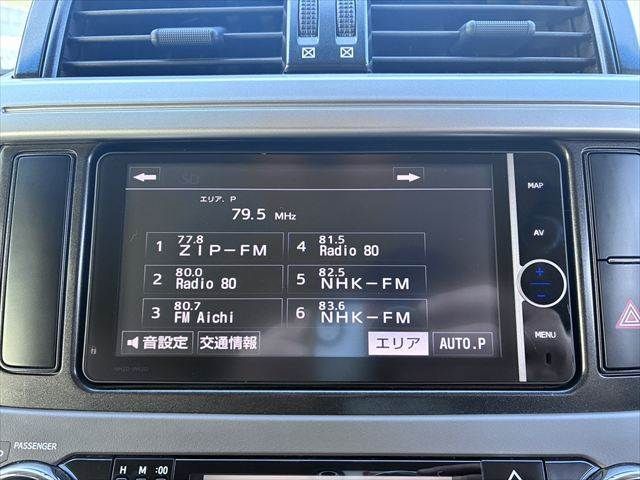 エリア. P
79.5 MHz
1 77.8 ZIP-FM
4 81.5 Radio 80
2 80.0 Radio 80
5 82.5 NHK-FM
3 80.7 FM Aichi
6 83.6 NHK-FM
音設定 交通情報 エリア AUTO.P
MAP
AV
+
-
MENU
PASSENGER
H M :00